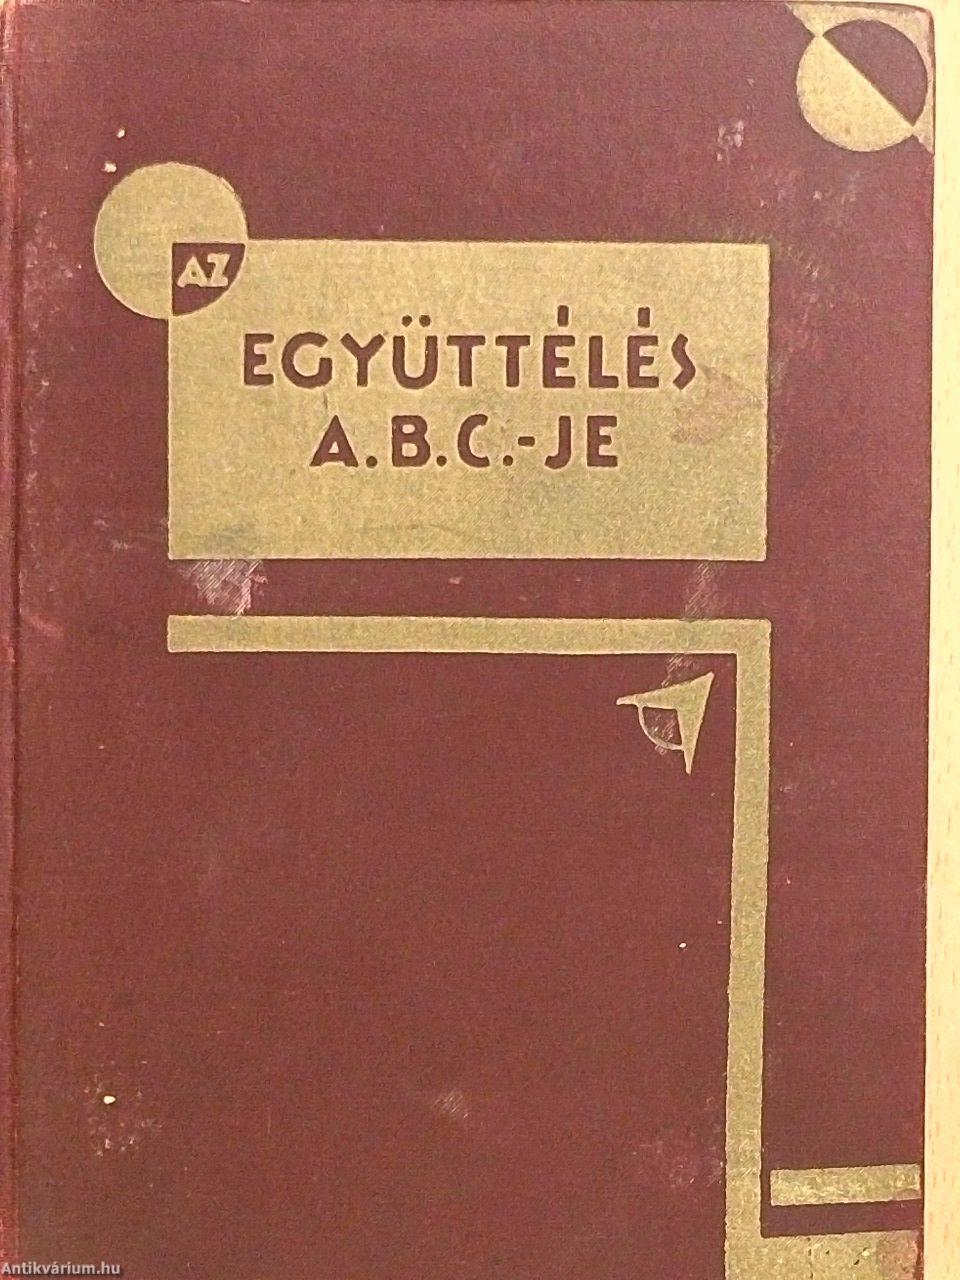 AZ
EGYÜTTÉLÉS
A.B.C.-JE
Antikvárium.hu